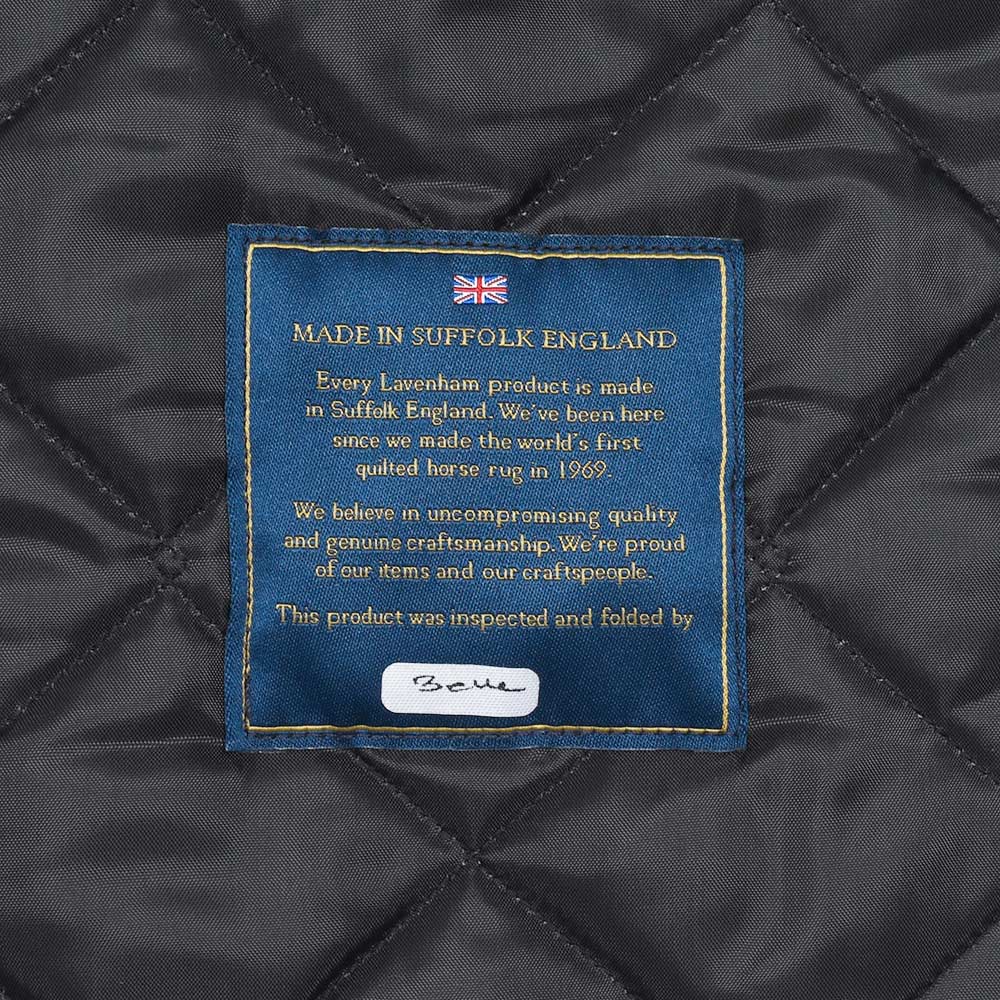 MADE IN SUFFOLK ENGLAND
Every Lavenham product is made
in Suffolk England. We've been here
since we made the world's first
quilted horse rug in 1969.
We believe in uncompromising quality
and genuine craftsmanship. We're proud
of our items and our craftspeople.
This product was inspected and folded by
Belle